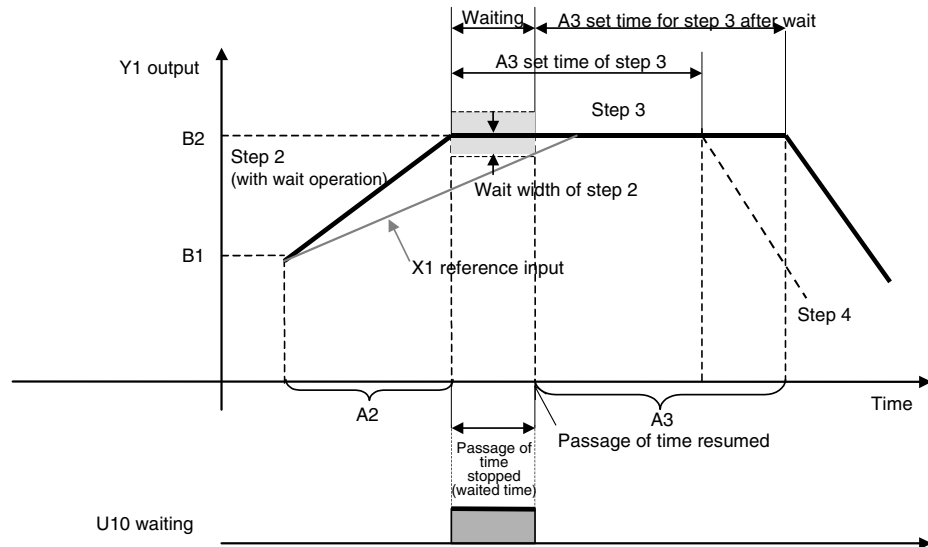 Waiting
A3 set time for step 3 after wait
Y1 output
A3 set time of step 3
Step 3
B2
Step 2
(with wait operation)
Wait width of step 2
B1
X1 reference input
Step 4
A2
A3
Time
Passage of time resumed
Passage of
time
stopped
(waited time)
U10 waiting